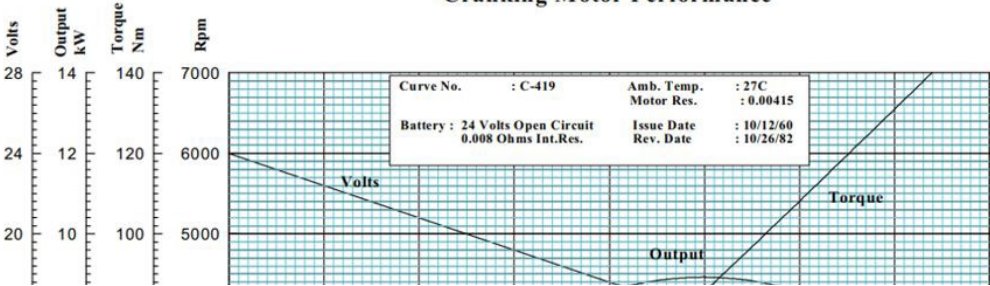 Cranking Motor Performance
Volts
Output
kW
Torque
Nm
Rpm
28 14 140 7000
Curve No. : C-419 Amb. Temp. : 27C
Motor Res. : 0.00415
Battery : 24 Volts Open Circuit Issue Date : 10/12/60
0.008 Ohms Int.Res. Rev. Date : 10/26/82
24 12 120 6000
Volts
Torque
20 10 100 5000
Output